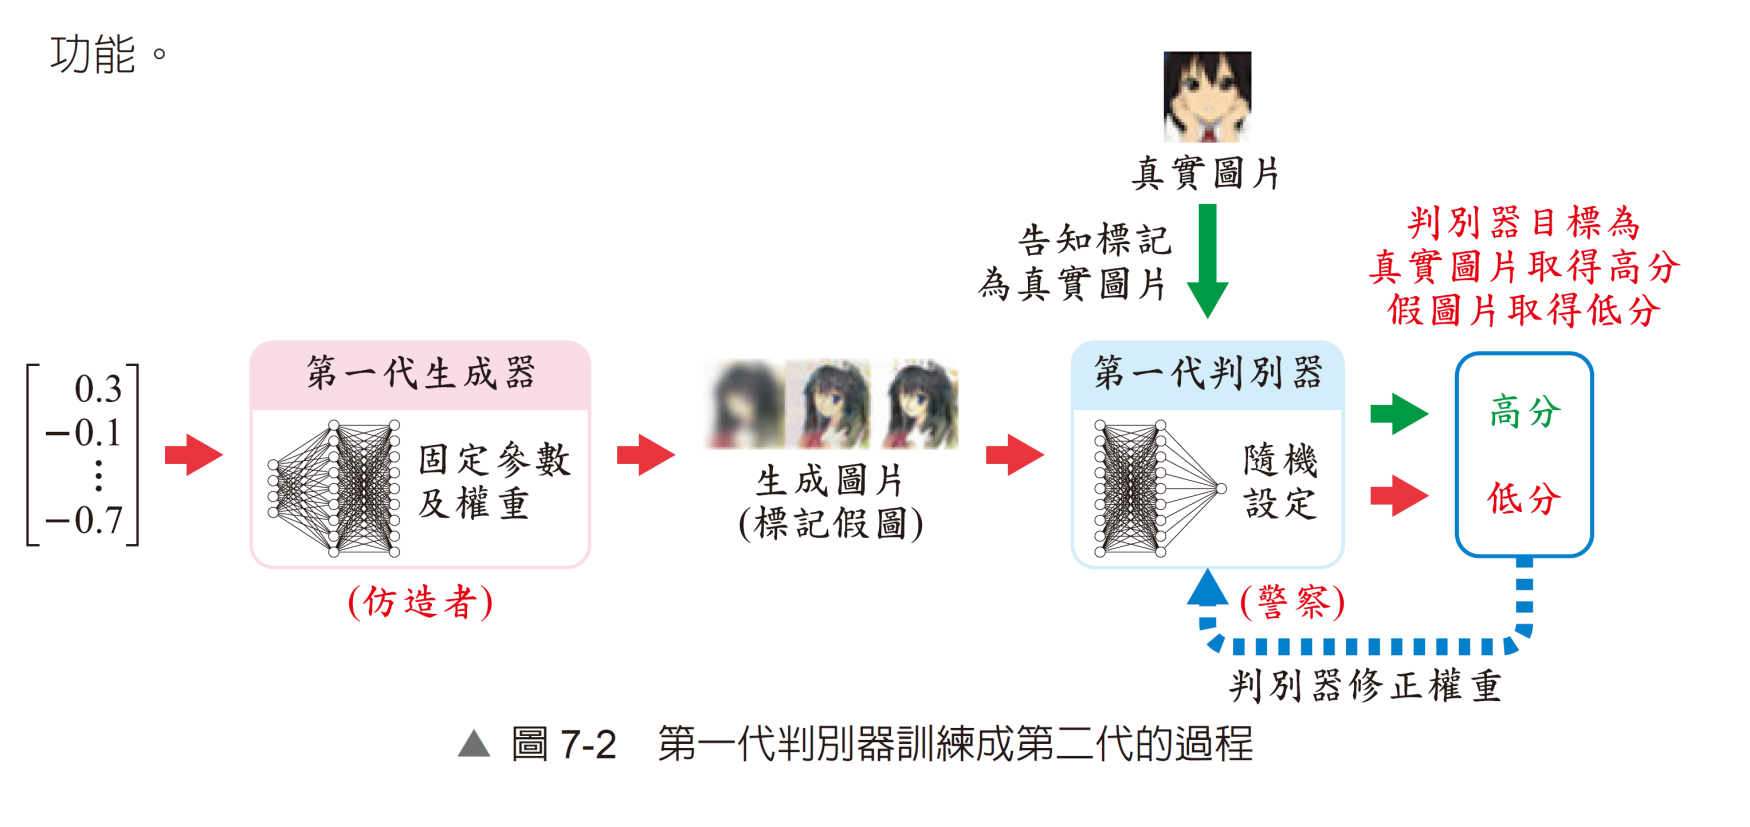 功能。
真實圖片
告知標記
為真實圖片
判別器目標為
真實圖片取得高分
假圖片取得低分
0.3
−0.1
⋮
−0.7
第一代生成器
固定參數
及權重
(仿造者)
生成圖片
(標記假圖)
第一代判別器
隨機
設定
(警察)
高分
低分
判別器修正權重
▲ 圖 7-2 第一代判別器訓練成第二代的過程